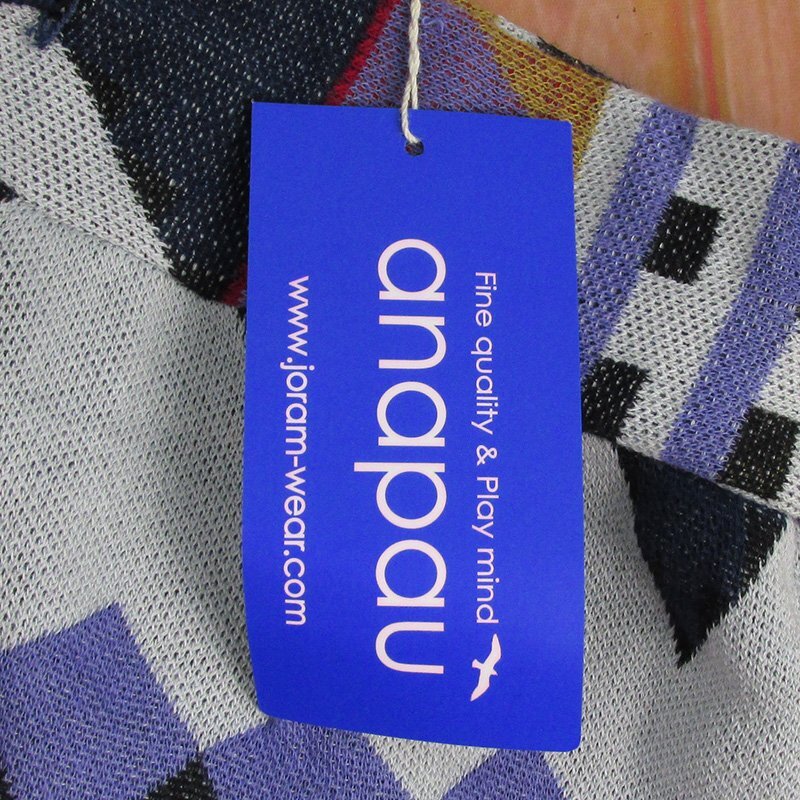 Fine quality & Play mind
anapau
www.joram-wear.com